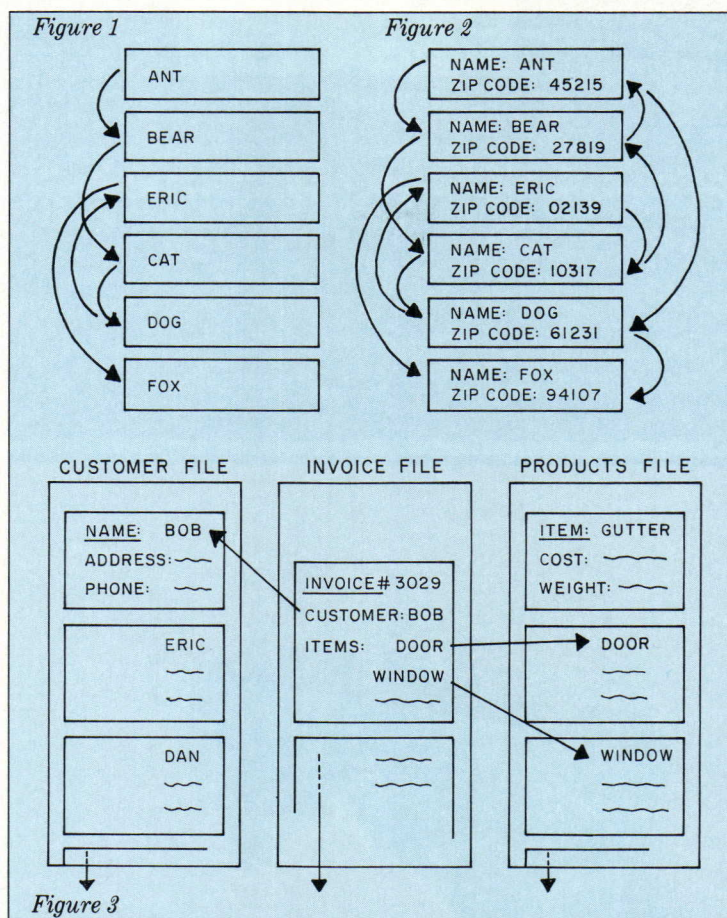 Figure 1
ANT
BEAR
ERIC
CAT
DOG
FOX
Figure 2
NAME: ANT
ZIP CODE: 45215
NAME: BEAR
ZIP CODE: 27819
NAME: ERIC
ZIP CODE: 02139
NAME: CAT
ZIP CODE: 10317
NAME: DOG
ZIP CODE: 61231
NAME: FOX
ZIP CODE: 94107
CUSTOMER FILE
NAME: BOB
ADDRESS:
PHONE:
ERIC
DAN
INVOICE FILE
INVOICE# 3029
CUSTOMER: BOB
ITEMS: DOOR
WINDOW
PRODUCTS FILE
ITEM: GUTTER
COST:
WEIGHT:
DOOR
WINDOW
Figure 3